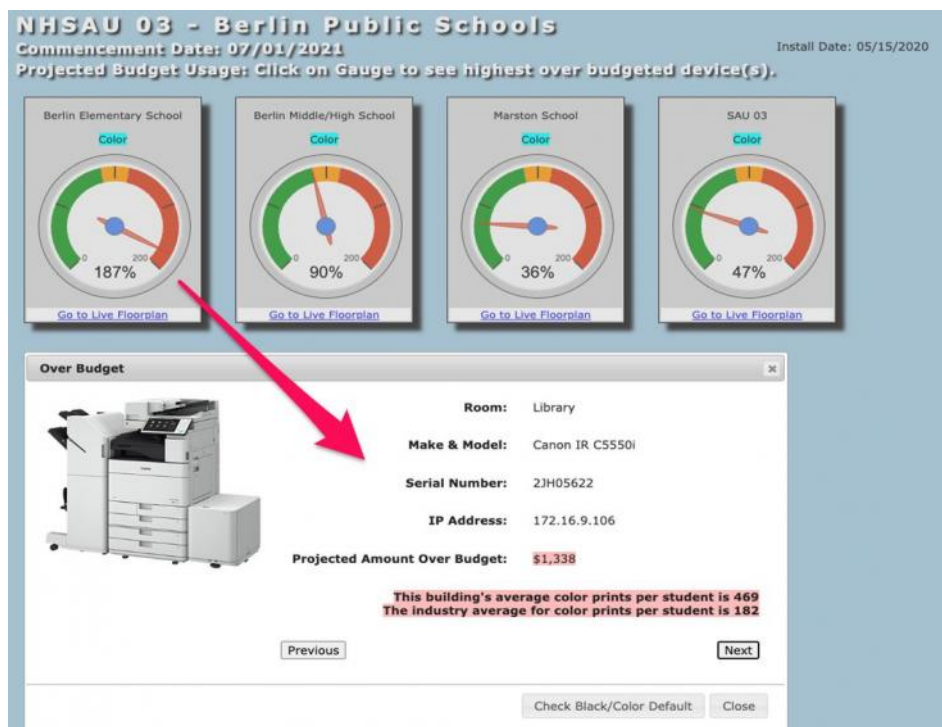 NHSAU 03 - Berlin Public Schools
Commencement Date: 07/01/2021
Install Date: 05/15/2020
Projected Budget Usage: Click on Gauge to see highest over budgeted device(s).
Berlin Elementary School
Color
0 200
187%
Go to Live Floorplan
Berlin Middle/High School
Color
0 200
90%
Go to Live Floorplan
Marston School
Color
0 200
36%
Go to Live Floorplan
SAU 03
Color
0 200
47%
Go to Live Floorplan
Over Budget
Room: Library
Make & Model: Canon IR C5550i
Serial Number: 2JH05622
IP Address: 172.16.9.106
Projected Amount Over Budget: $1,338
This building's average color prints per student is 469
The industry average for color prints per student is 182
Previous
Next
Check Black/Color Default
Close